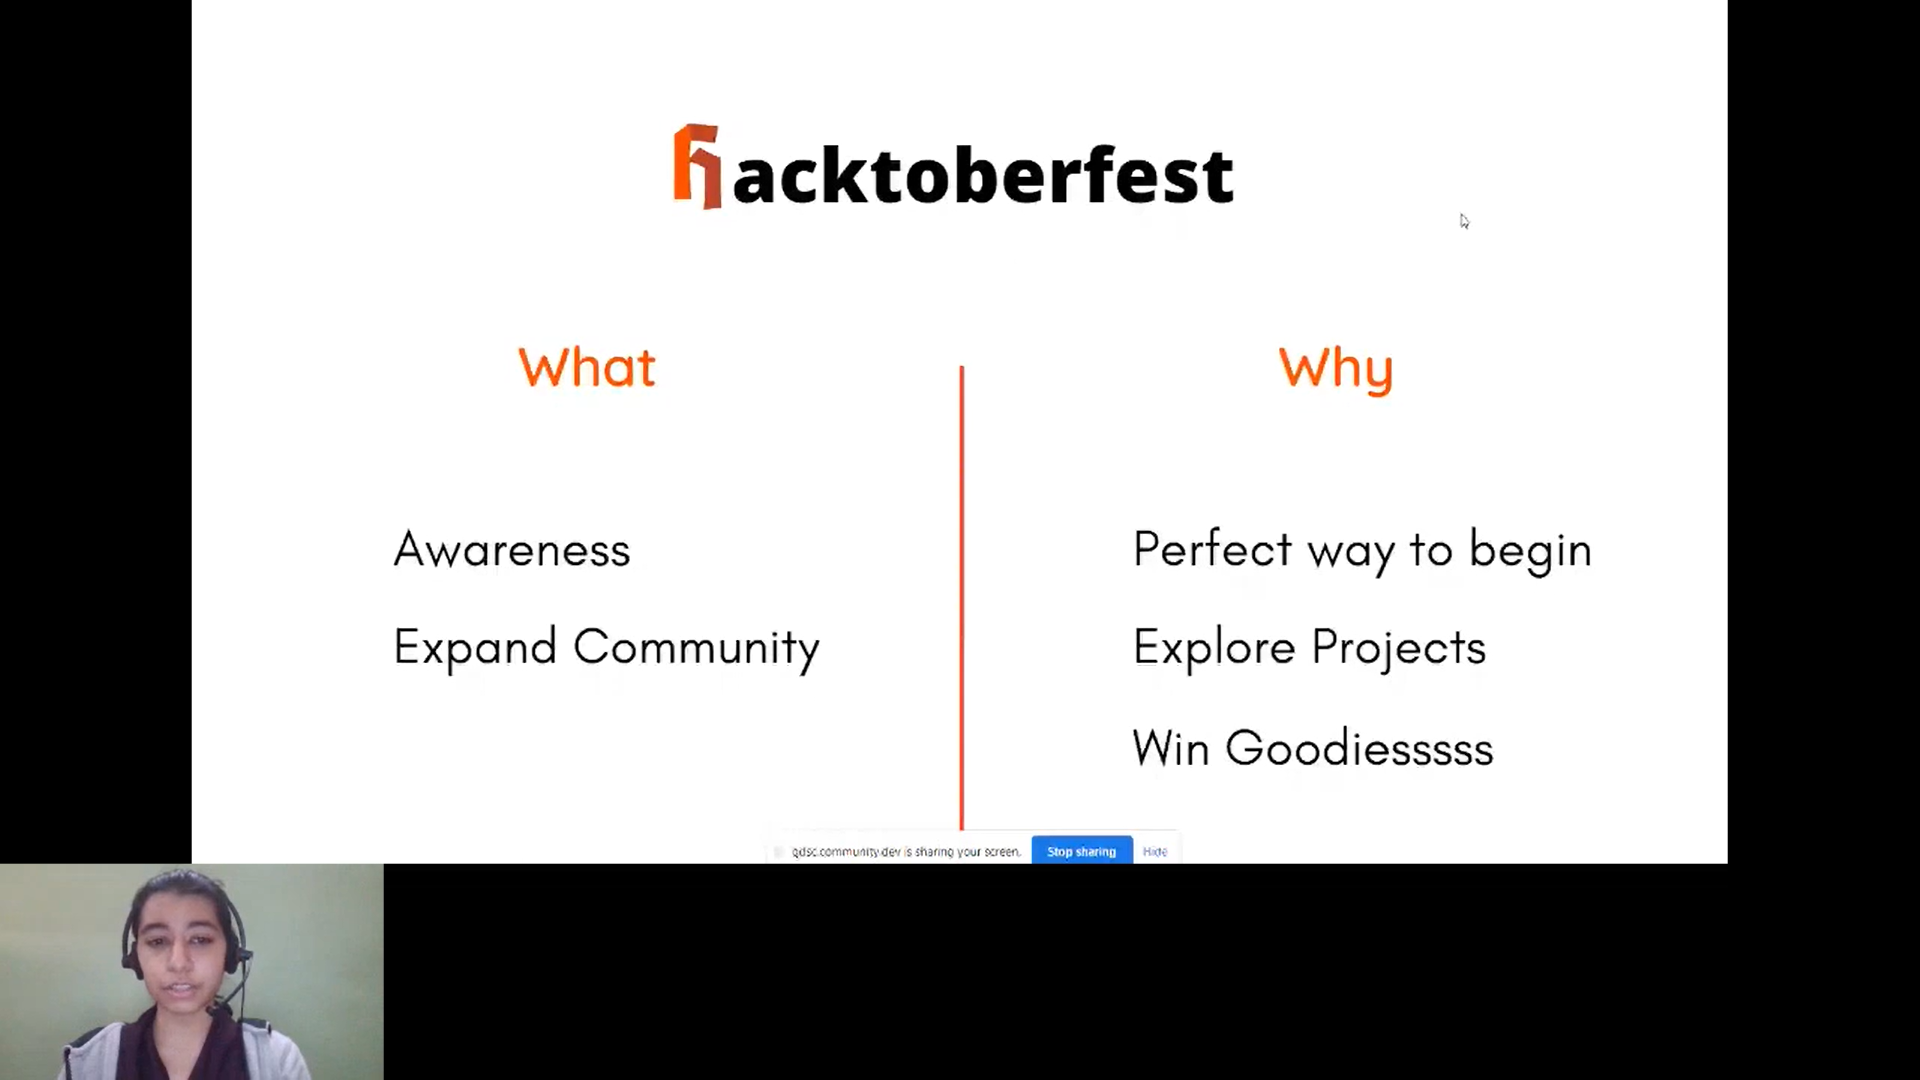 hacktoberfest
What
Why
Awareness
Expand Community
Perfect way to begin
Explore Projects
Win Goodiesssss
gdsc.community.dev is sharing your screen.
Stop sharing
Hide